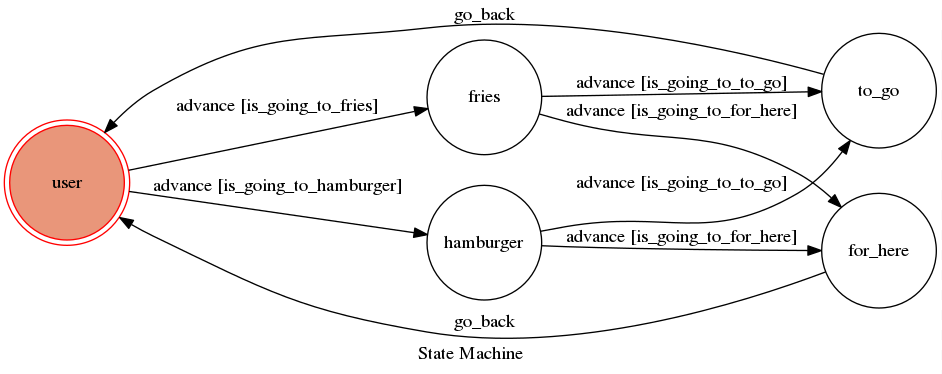 go_back
advance [is_going_to_to_go]
to_go
fries
advance [is_going_to_fries]
advance [is_going_to_for_here]
user
advance [is_going_to_hamburger]
advance [is_going_to_to_go]
hamburger
advance [is_going_to_for_here]
for_here
go_back
State Machine